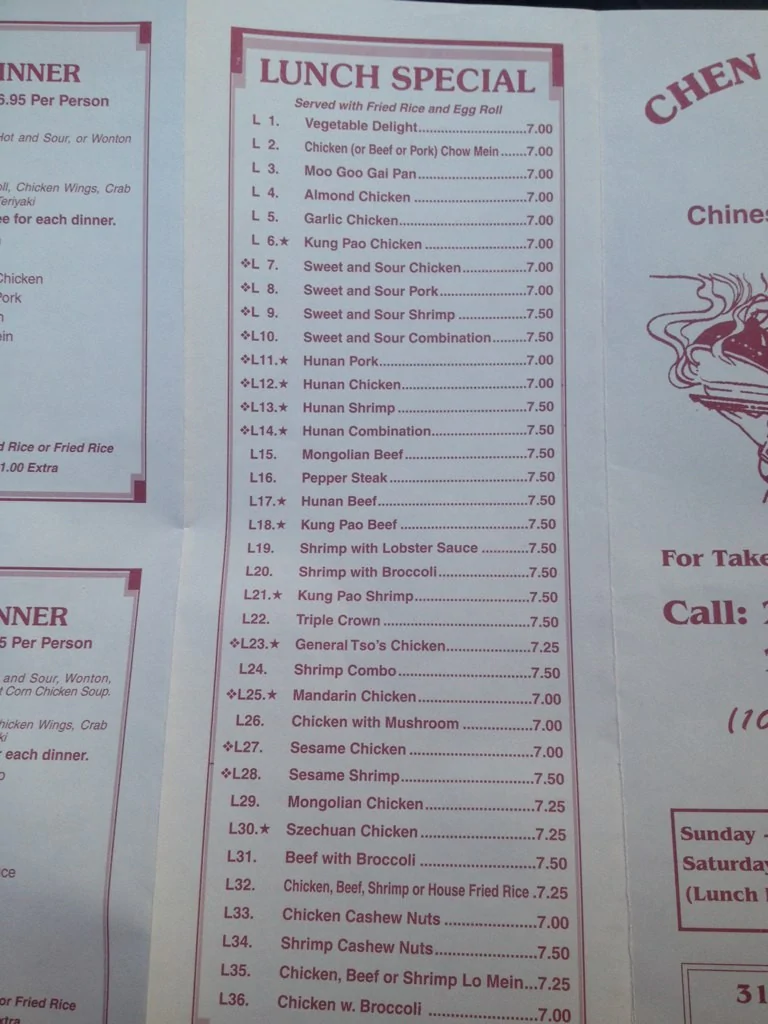 INNER
6.95 Per Person
Hot and Sour, or Wonton
oll, Chicken Wings, Crab
Teriyaki
ee for each dinner.
Chicken
Pork
n
ein
d Rice or Fried Rice
1.00 Extra
NNER
5 Per Person
and Sour, Wonton,
t Corn Chicken Soup.
hicken Wings, Crab
ki
r each dinner.
o
ice
or Fried Rice
xtra
LUNCH SPECIAL
Served with Fried Rice and Egg Roll
L 1. Vegetable Delight..........................7.00
L 2. Chicken (or Beef or Pork) Chow Mein .......7.00
L 3. Moo Goo Gai Pan..........................7.00
L 4. Almond Chicken ...........................7.00
L 5. Garlic Chicken..............................7.00
L 6.★ Kung Pao Chicken ........................7.00
❖L 7. Sweet and Sour Chicken...............7.00
❖L 8. Sweet and Sour Pork.....................7.00
❖L 9. Sweet and Sour Shrimp .................7.50
❖L10. Sweet and Sour Combination.........7.50
❖L11.★ Hunan Pork...................................7.00
❖L12.★ Hunan Chicken.............................7.00
❖L13.★ Hunan Shrimp ..............................7.50
❖L14.★ Hunan Combination......................7.50
L15. Mongolian Beef.............................7.50
L16. Pepper Steak................................7.50
L17.★ Hunan Beef...................................7.50
L18.★ Kung Pao Beef ..............................7.50
L19. Shrimp with Lobster Sauce ...........7.50
L20. Shrimp with Broccoli.....................7.50
L21.★ Kung Pao Shrimp..........................7.50
L22. Triple Crown .................................7.50
❖L23.★ General Tso's Chicken...................7.25
L24. Shrimp Combo..............................7.50
❖L25.★ Mandarin Chicken.........................7.00
L26. Chicken with Mushroom ................7.00
❖L27. Sesame Chicken ...........................7.00
❖L28. Sesame Shrimp.............................7.50
L29. Mongolian Chicken.......................7.25
L30.★ Szechuan Chicken.........................7.25
L31. Beef with Broccoli .........................7.50
L32. Chicken, Beef, Shrimp or House Fried Rice .7.25
L33. Chicken Cashew Nuts ...................7.00
L34. Shrimp Cashew Nuts.....................7.50
L35. Chicken, Beef or Shrimp Lo Mein...7.25
L36. Chicken w. Broccoli ......................7.00
CHEN
Chines
For Take
Call:
(10
Sunday -
Saturday
(Lunch
31